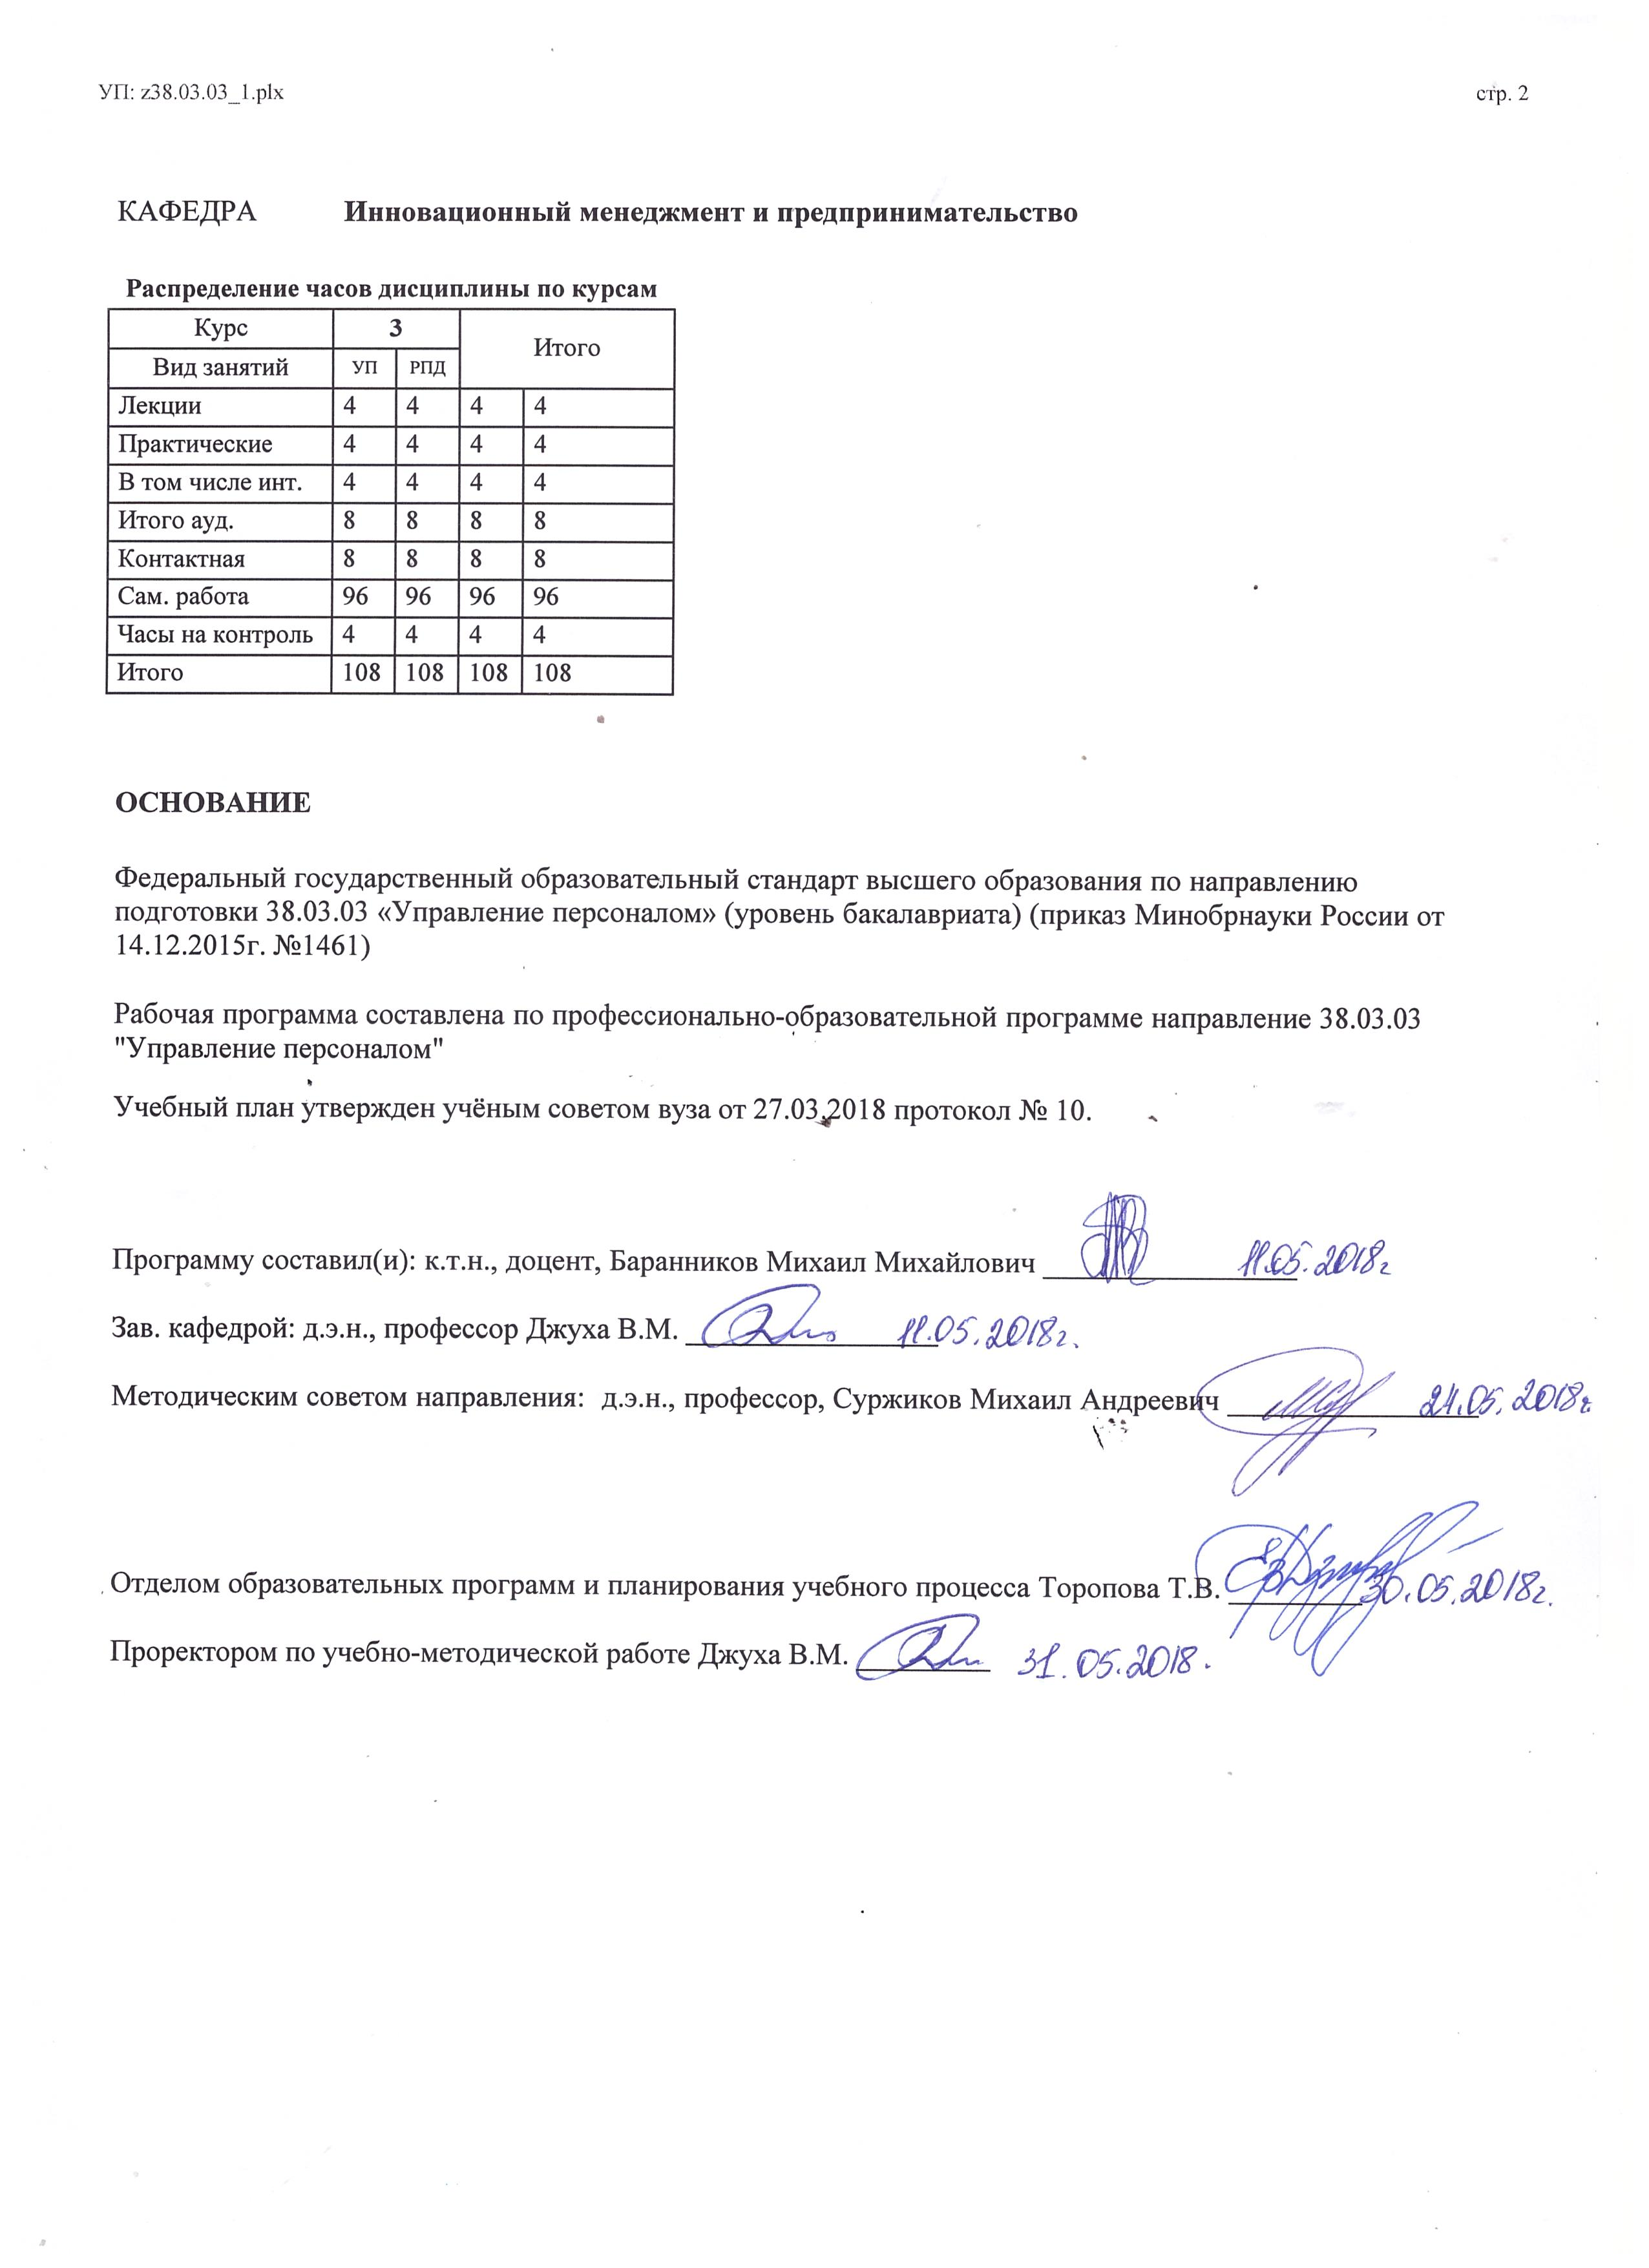 УП: z38.03.03_1.plx стр. 2
КАФЕДРА Инновационный менеджмент и предпринимательство
Распределение часов дисциплины по курсам
Курс 3 Итого
Вид занятий УП РПД
Лекции 4 4 4 4
Практические 4 4 4 4
В том числе инт. 4 4 4 4
Итого ауд. 8 8 8 8
Контактная 8 8 8 8
Сам. работа 96 96 96 96
Часы на контроль 4 4 4 4
Итого 108 108 108 108
ОСНОВАНИЕ
Федеральный государственный образовательный стандарт высшего образования по направлению
подготовки 38.03.03 «Управление персоналом» (уровень бакалавриата) (приказ Минобрнауки России от
14.12.2015г. №1461)
Рабочая программа составлена по профессионально-образовательной программе направление 38.03.03
"Управление персоналом"
Учебный план утвержден учёным советом вуза от 27.03.2018 протокол № 10.
Программу составил(и): к.т.н., доцент, Баранников Михаил Михайлович 11.05.2018г
Зав. кафедрой: д.э.н., профессор Джуха В.М. 11.05.2018г.
Методическим советом направления: д.э.н., профессор, Суржиков Михаил Андреевич 24.05.2018г.
Отделом образовательных программ и планирования учебного процесса Торопова Т.В. 30.05.2018г.
Проректором по учебно-методической работе Джуха В.М. 31.05.2018.